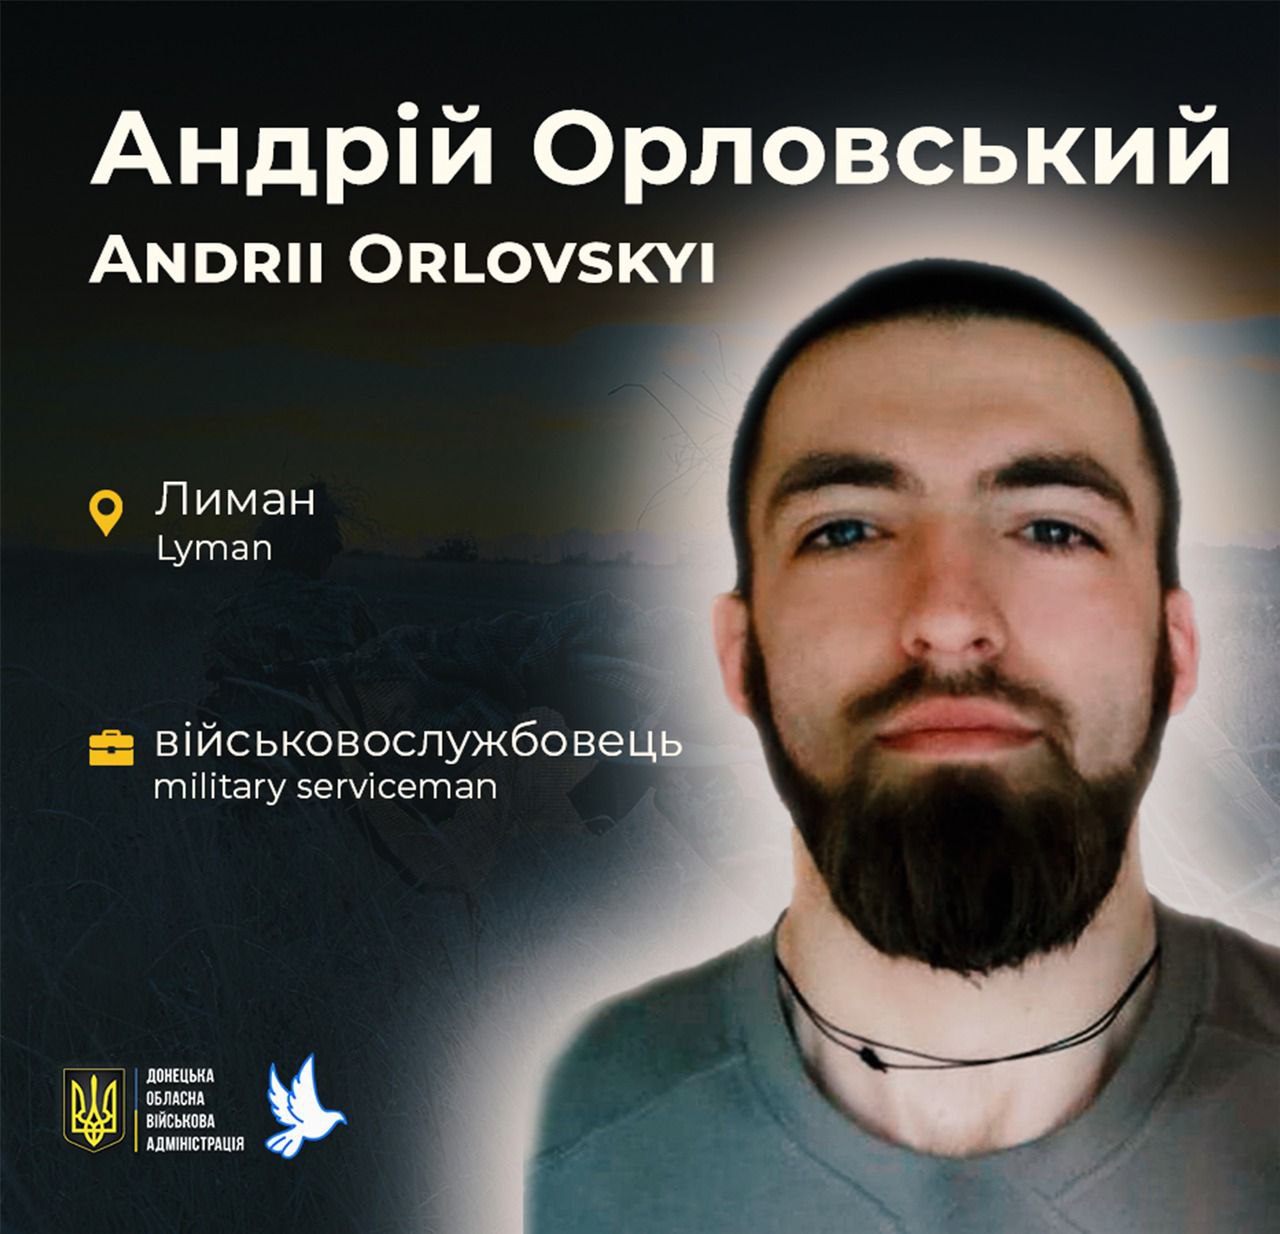 Андрій Орловський
Andrii Orlovskyi
Лиман
Lyman
військовослужбовець
military serviceman
ДОНЕЦЬКА
ОБЛАСНА
ВІЙСЬКОВА
АДМІНІСТРАЦІЯ